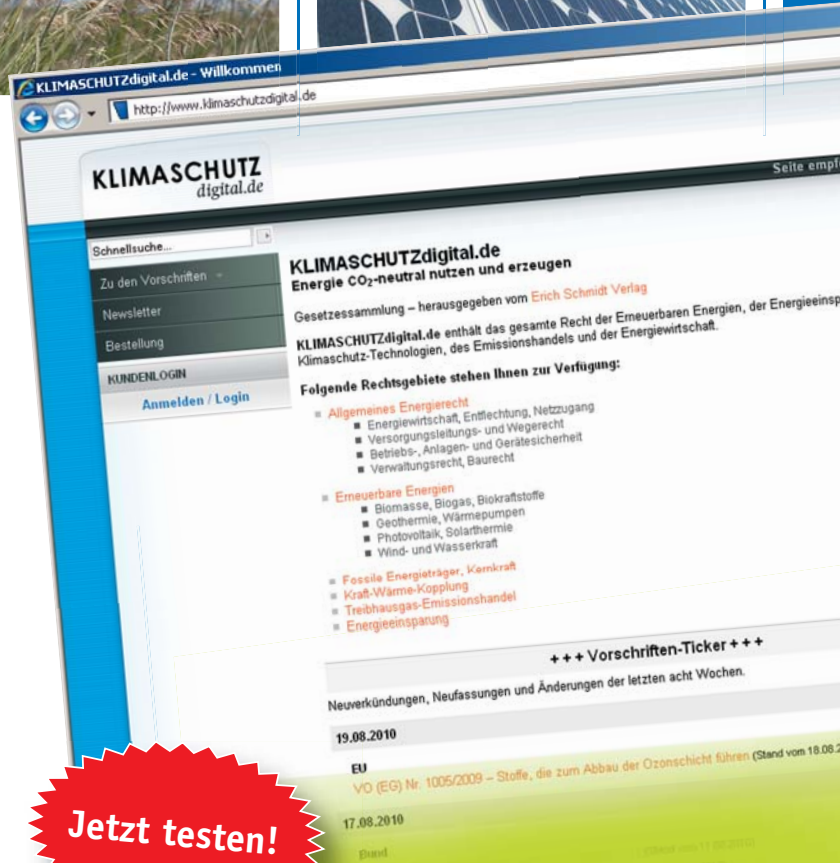 KLIMASCHUTZdigital.de - Willkommen
http://www.klimaschutzdigital.de
KLIMASCHUTZ
digital.de
Seite
Schnellsuche...
Zu den Vorschriften
Newsletter
Bestellung
KUNDENLOGIN
Anmelden / Login
KLIMASCHUTZdigital.de
Energie CO₂-neutral nutzen und erzeugen
Gesetzessammlung – herausgegeben vom Erich Schmidt Verlag
KLIMASCHUTZdigital.de enthält das gesamte Recht der Erneuerbaren Energien, der
Klimaschutz-Technologien, des Emissionshandels und der Energiewirtschaft.
Folgende Rechtsgebiete stehen Ihnen zur Verfügung:
Allgemeines Energierecht
Energiewirtschaft, Entflechtung, Netzzugang
Versorgungsleitungs- und Wegerecht
Betriebs-, Anlagen- und Gerätesicherheit
Verwaltungsrecht, Baurecht
Erneuerbare Energien
Biomasse, Biogas, Biokraftstoffe
Geothermie, Wärmepumpen
Photovoltaik, Solarthermie
Wind- und Wasserkraft
Fossile Energieträger, Kernkraft
Kraft-Wärme-Kopplung
Treibhausgas-Emissionshandel
Energieeinsparung
+ + + Vorschriften-Ticker + + +
Neuverkündungen, Neufassungen und Änderungen der letzten acht Wochen.
19.08.2010
EU
VO (EG) Nr. 1005/2009 – Stoffe, die zum Abbau der Ozonschicht führen (Stand vom 18.08.2
17.08.2010
Bund
Jetzt testen!